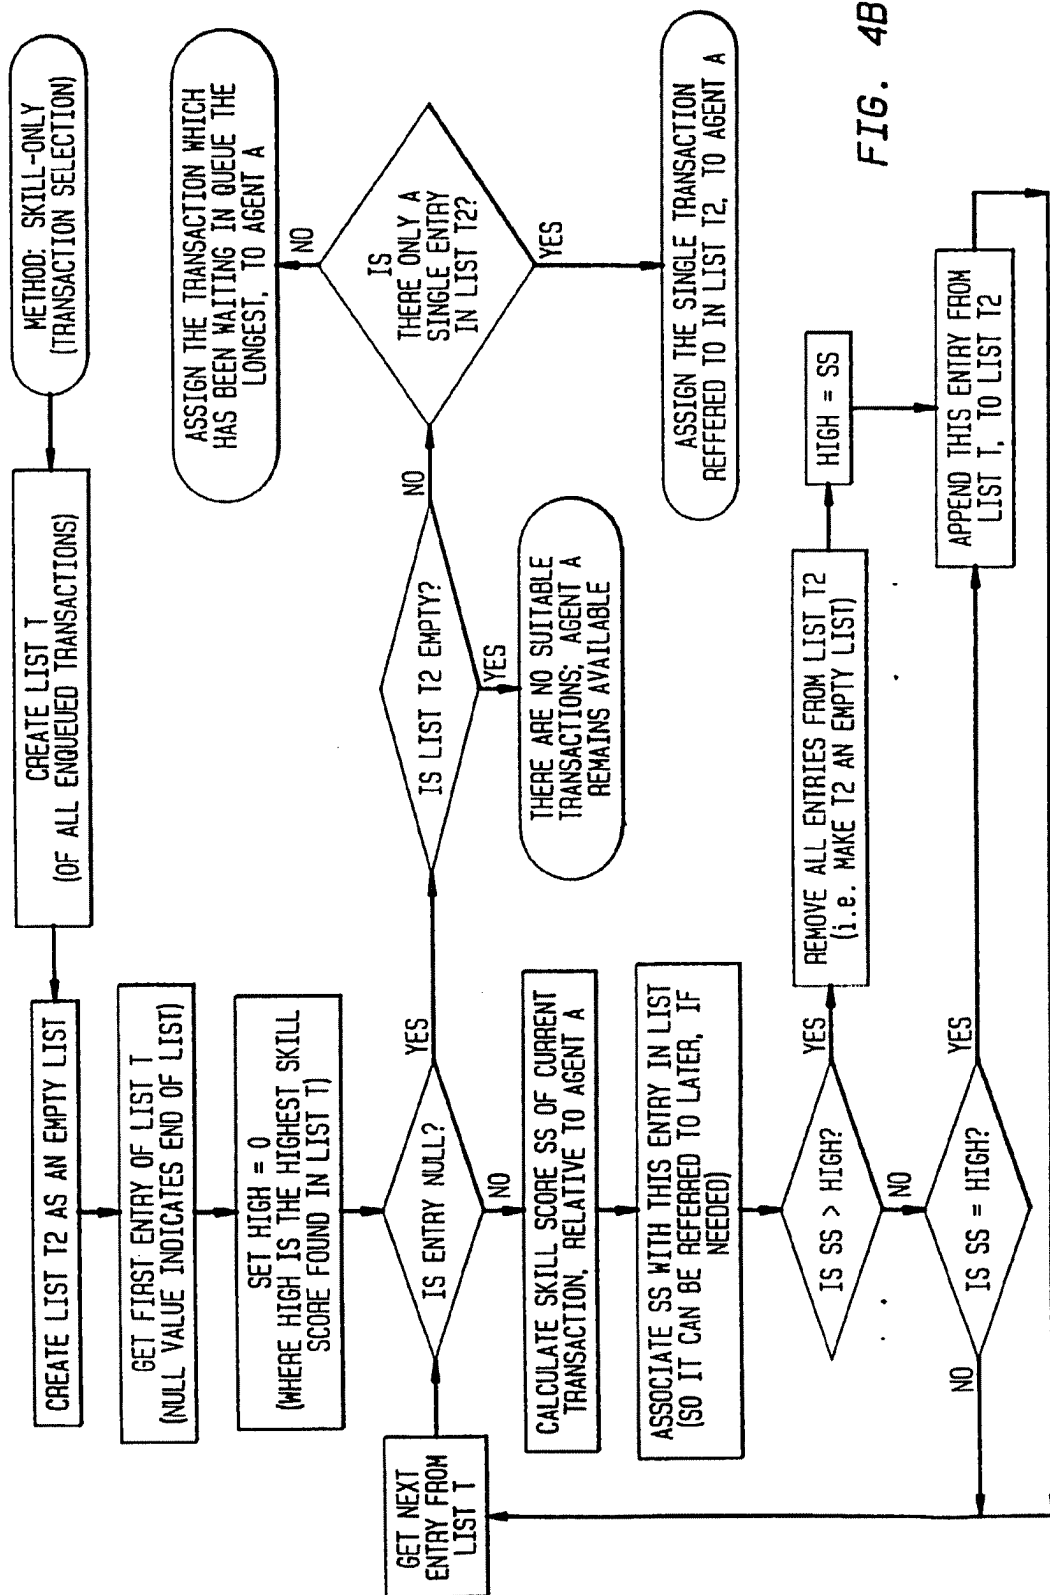 METHOD: SKILL-ONLY
(TRANSACTION SELECTION)
CREATE LIST T
(OF ALL ENQUEUED TRANSACTIONS)
CREATE LIST T2 AS AN EMPTY LIST
GET FIRST ENTRY OF LIST T
(NULL VALUE INDICATES END OF LIST)
SET HIGH = 0
(WHERE HIGH IS THE HIGHEST SKILL
SCORE FOUND IN LIST T)
GET NEXT
ENTRY FROM
LIST T
IS ENTRY NULL?
YES
NO
IS LIST T2 EMPTY?
NO
YES
THERE ARE NO SUITABLE
TRANSACTIONS; AGENT A
REMAINS AVAILABLE
IS
THERE ONLY A
SINGLE ENTRY
IN LIST T2?
NO
YES
ASSIGN THE TRANSACTION WHICH
HAS BEEN WAITING IN QUEUE THE
LONGEST, TO AGENT A
ASSIGN THE SINGLE TRANSACTION
REFFERED TO IN LIST T2, TO AGENT A
CALCULATE SKILL SCORE SS OF CURRENT
TRANSACTION, RELATIVE TO AGENT A
ASSOCIATE SS WITH THIS ENTRY IN LIST
(SO IT CAN BE REFERRED TO LATER, IF
NEEDED)
IS SS > HIGH?
YES
NO
REMOVE ALL ENTRIES FROM LIST T2
(i.e. MAKE T2 AN EMPTY LIST)
HIGH = SS
IS SS = HIGH?
YES
NO
APPEND THIS ENTRY FROM
LIST T, TO LIST T2
FIG. 4B